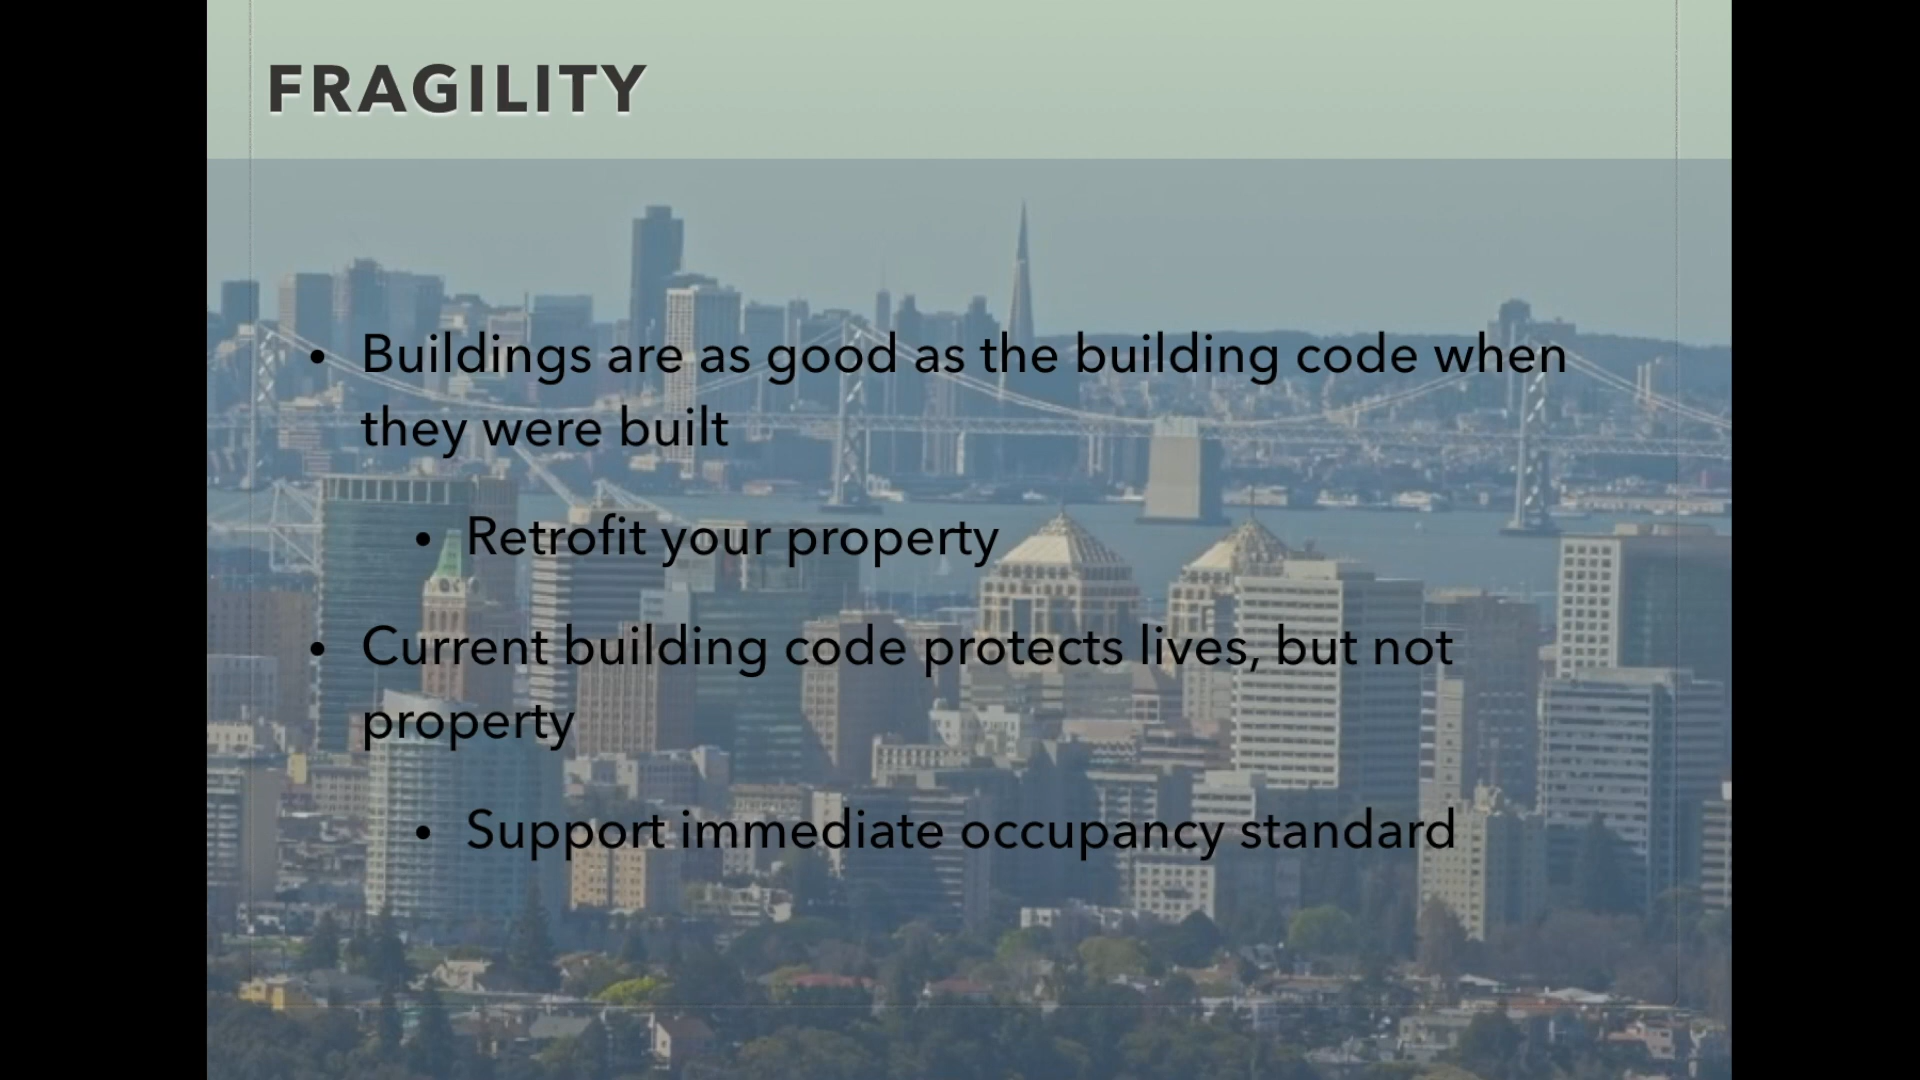 FRAGILITY
• Buildings are as good as the building code when
they were built
• Retrofit your property
• Current building code protects lives, but not
property
• Support immediate occupancy standard